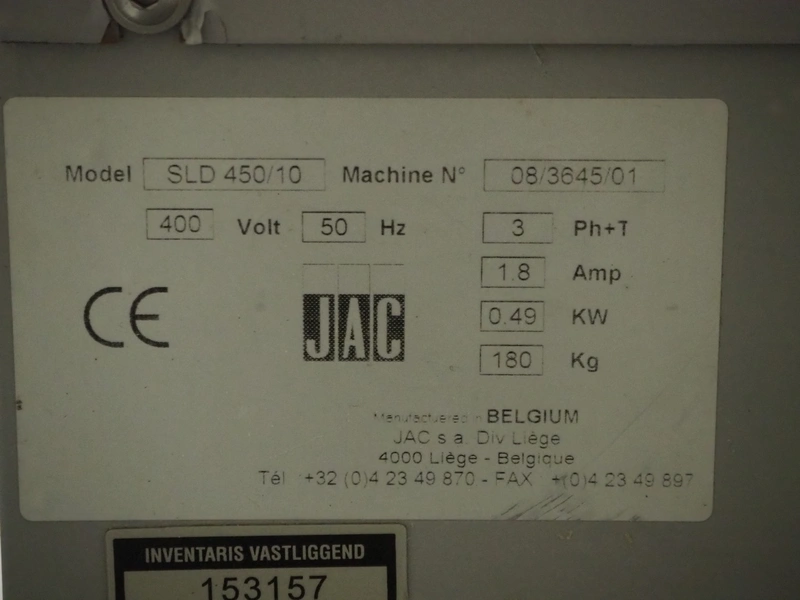 Model SLD 450/10 Machine N° 08/3645/01
400 Volt 50 Hz 3 Ph+T
1.8 Amp
CE JAC 0.49 KW
180 Kg
Manufactured in BELGIUM
JAC s.a. Div Liège
4000 Liège - Belgique
Tél +32 (0)4 23 49 870 - FAX +(0)4 23 49 897
INVENTARIS VASTLIGGEND
153157